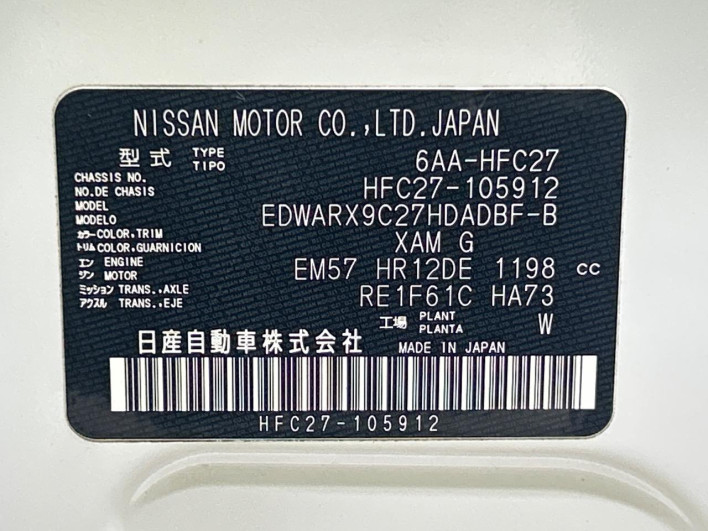 NISSAN MOTOR CO.,LTD.JAPAN
型式 TYPE TIPO 6AA-HFC27
CHASSIS NO. NO.DE CHASIS HFC27-105912
MODEL MODELO EDWARX9C27HDADBF-B
カラー COLOR.TRIM
トリム COLOR.GUARNICION XAM G
エン ENGINE
ジン MOTOR EM57 HR12DE 1198 cc
ミッション TRANS.,AXLE
アクスル TRANS.,EJE RE1F61C HA73
工場 PLANT PLANTA W
日産自動車株式会社 MADE IN JAPAN
HFC27-105912